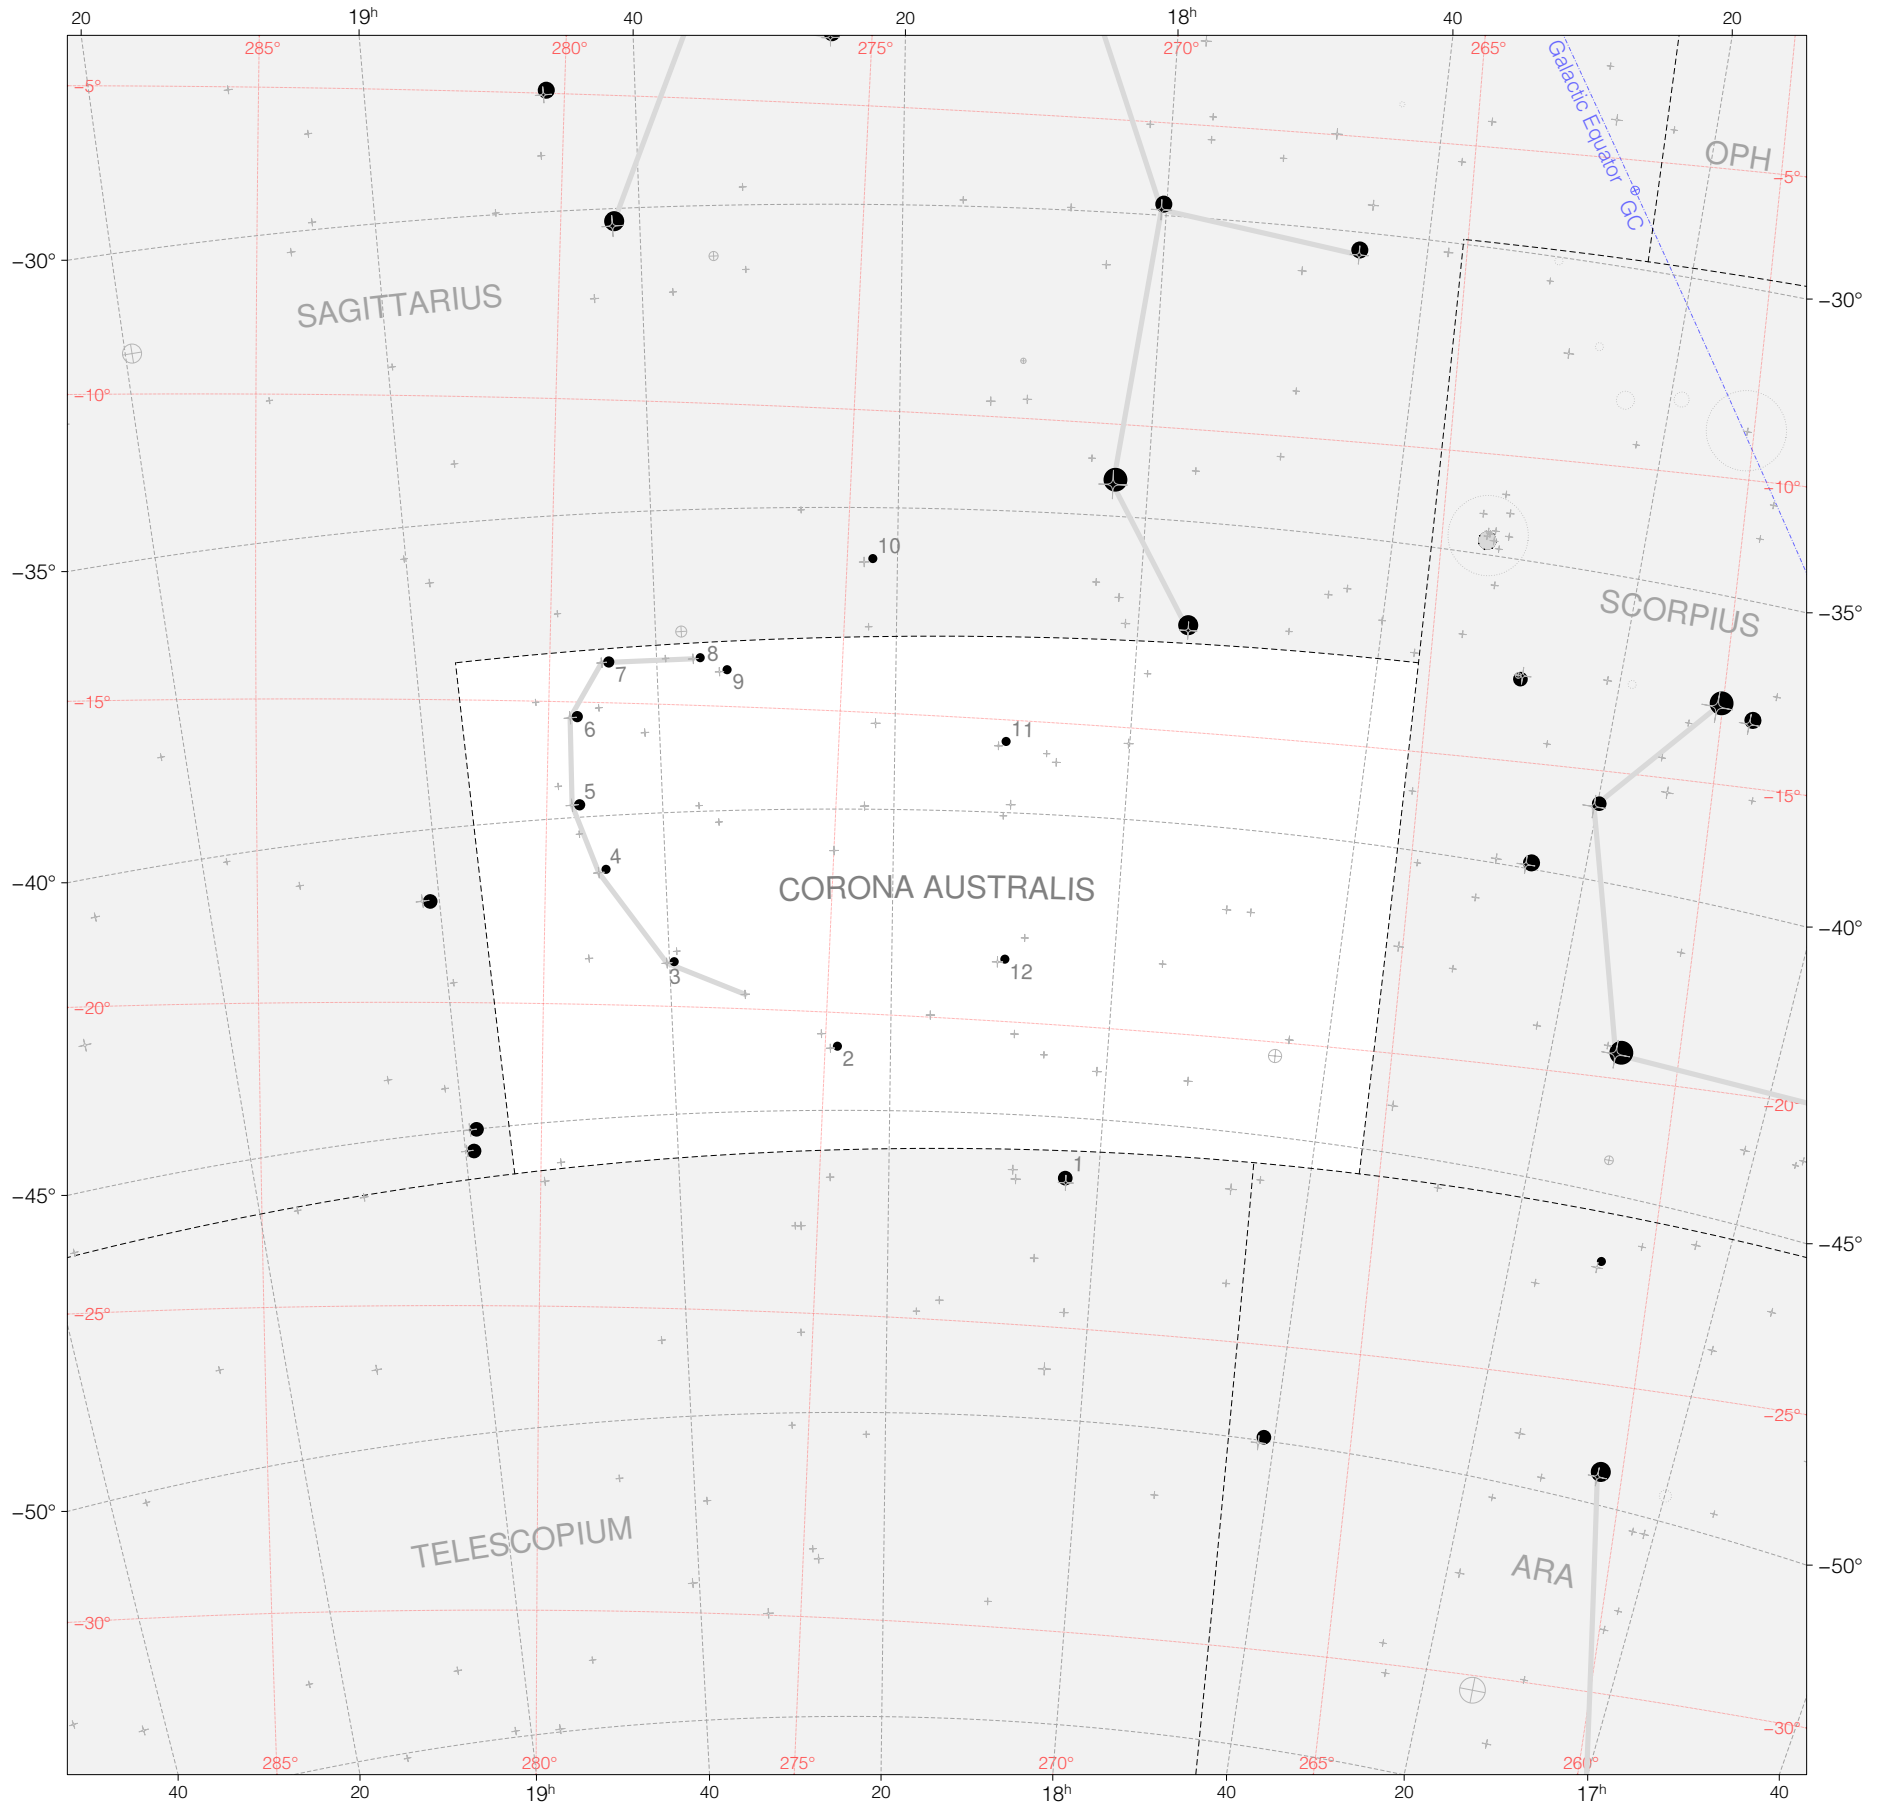 20 19h 40 20 18h 40 20
285° 280° 275° 270° 265°
Galactic Equator
GC
OPH
−5°
−5°
−30°
−30°
SAGITTARIUS
−10°
−10°
−35°
−35°
SCORPIUS
10
8
7
9
6
11
−15°
−15°
5
4
CORONA AUSTRALIS
−40°
−40°
3
12
−20°
−20°
2
1
−45°
−45°
−25°
−25°
−50°
−50°
TELESCOPIUM
ARA
−30°
−30°
285° 280° 275° 270° 265° 260°
40 20 19h 40 20 18h 40 20 17h 40